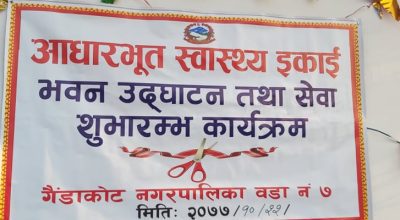 आधारभूत स्वास्थ्य इकाई
भवन उद्घाटन तथा सेवा
शुभारम्भ कार्यक्रम
गैंडाकोट नगरपालिका वडा नं ७
मितिः २०७७/१०/२२/